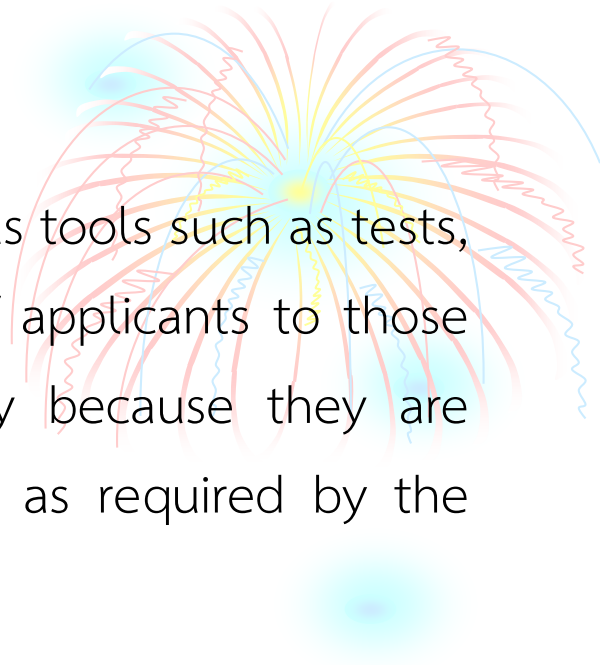 tools such as tests,
applicants to those
because they are
as required by the